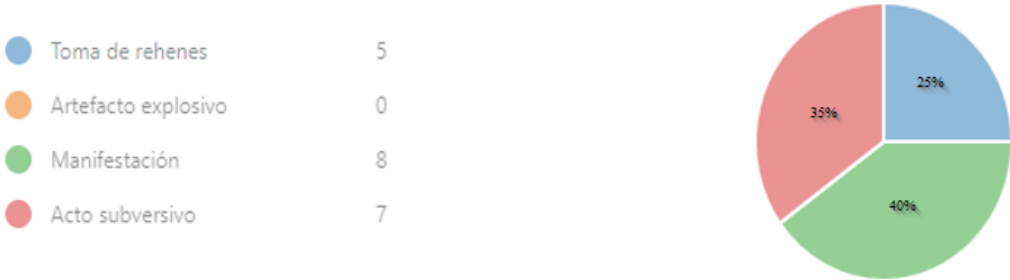 Toma de rehenes 5
Artefacto explosivo 0
Manifestación 8
Acto subversivo 7
25%
35%
40%